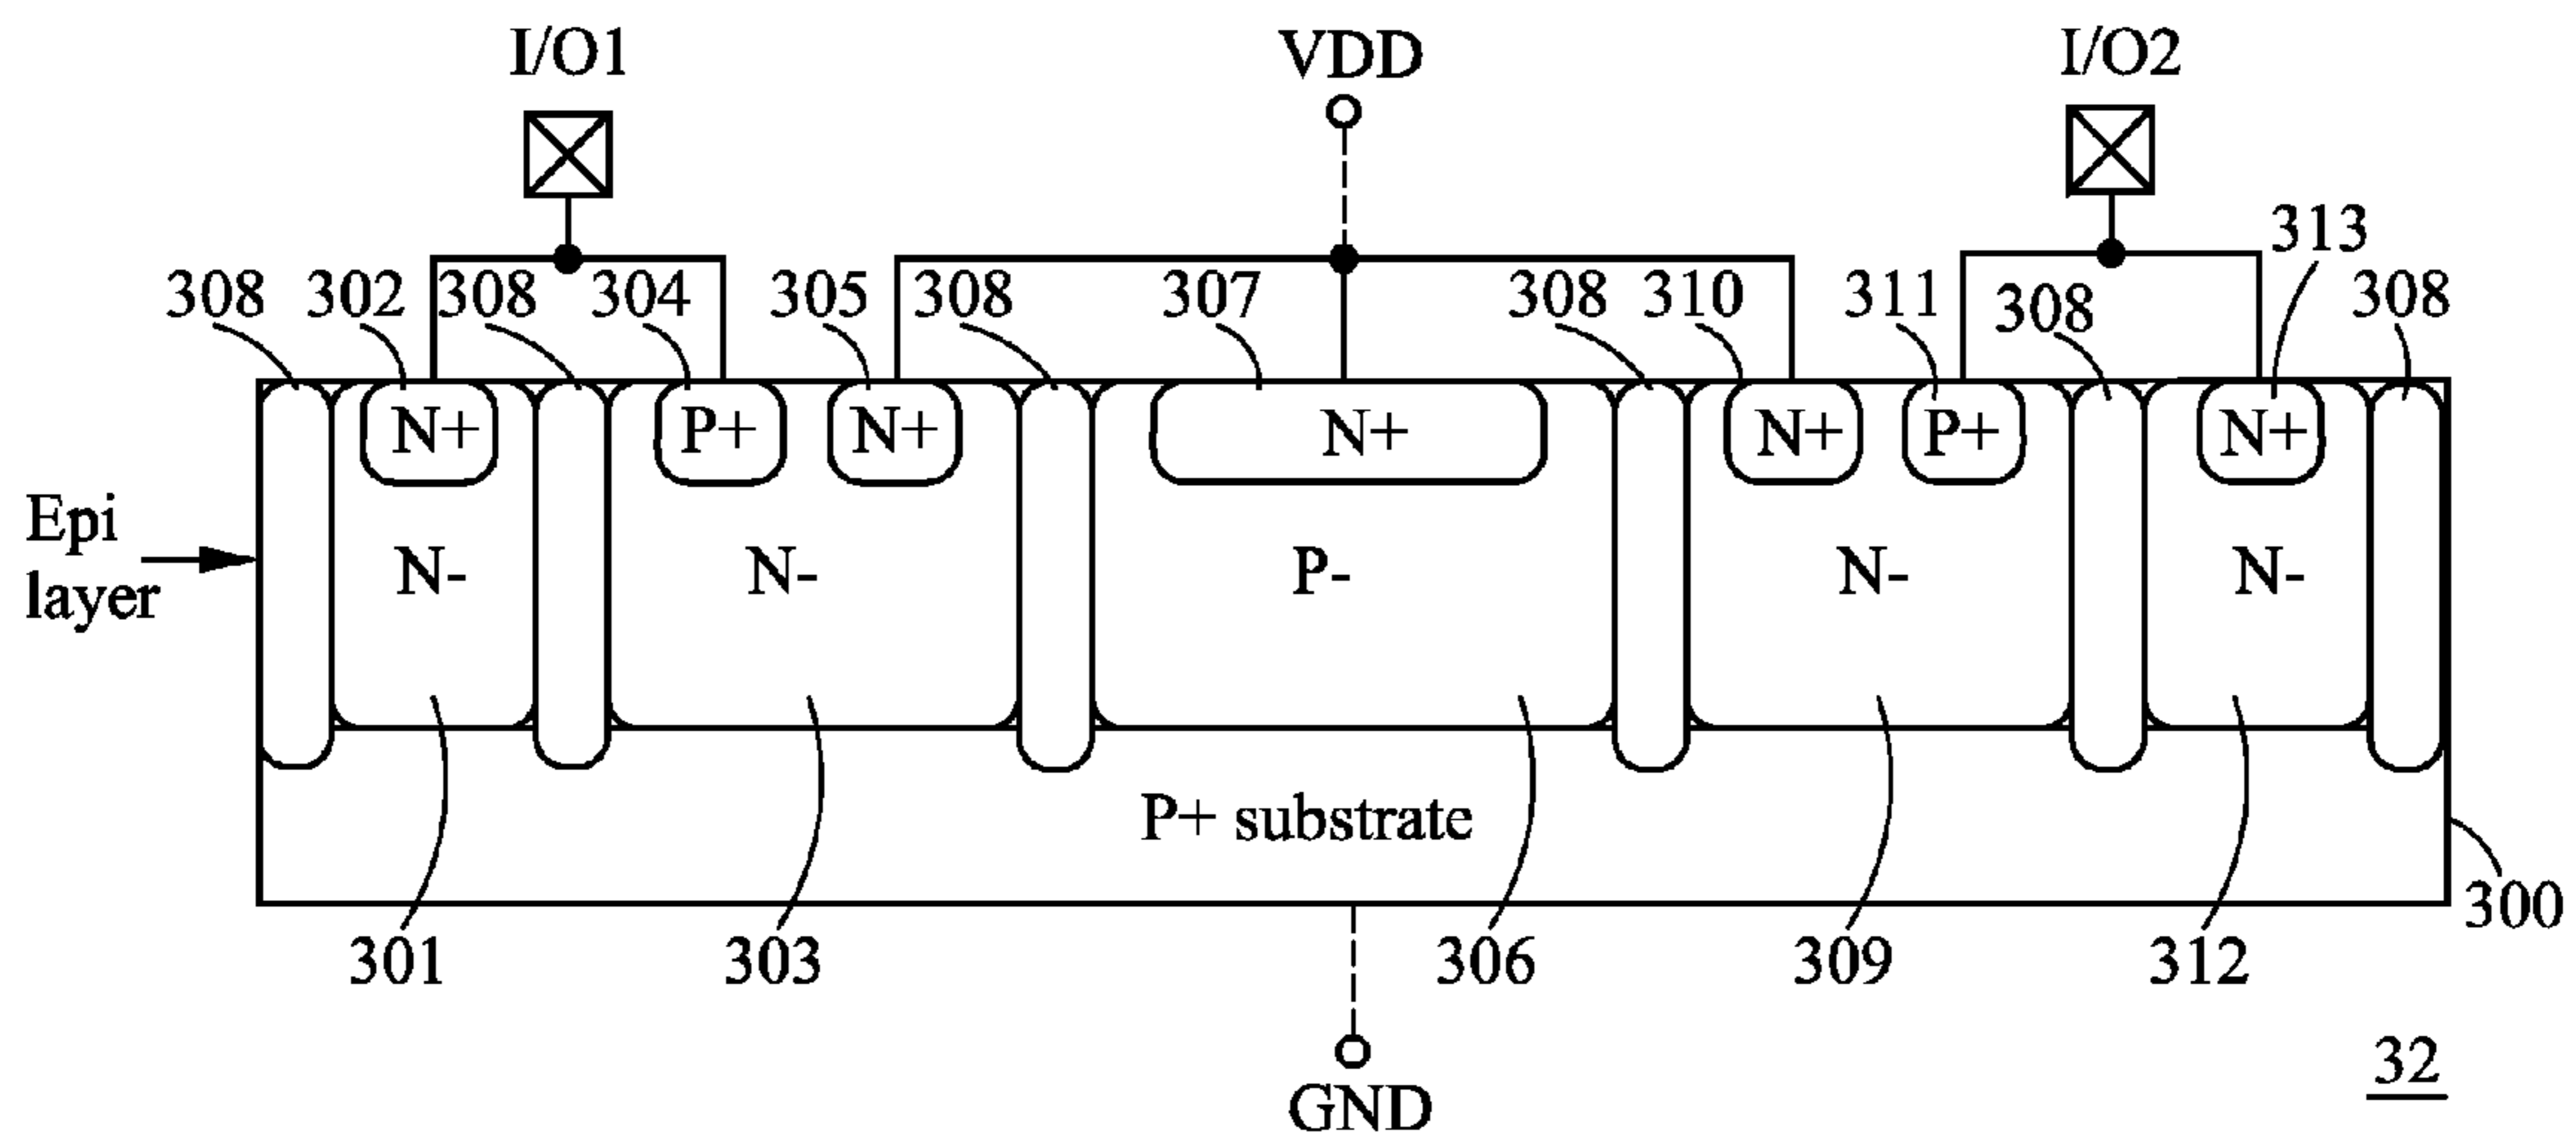 I/O1
VDD
I/O2
308
302
308
304
305
308
307
308
310
311
308
313
308
N+
P+
N+
N+
N+
P+
N+
Epi
layer
N-
N-
P-
N-
N-
P+ substrate
300
301
303
306
309
312
GND
32